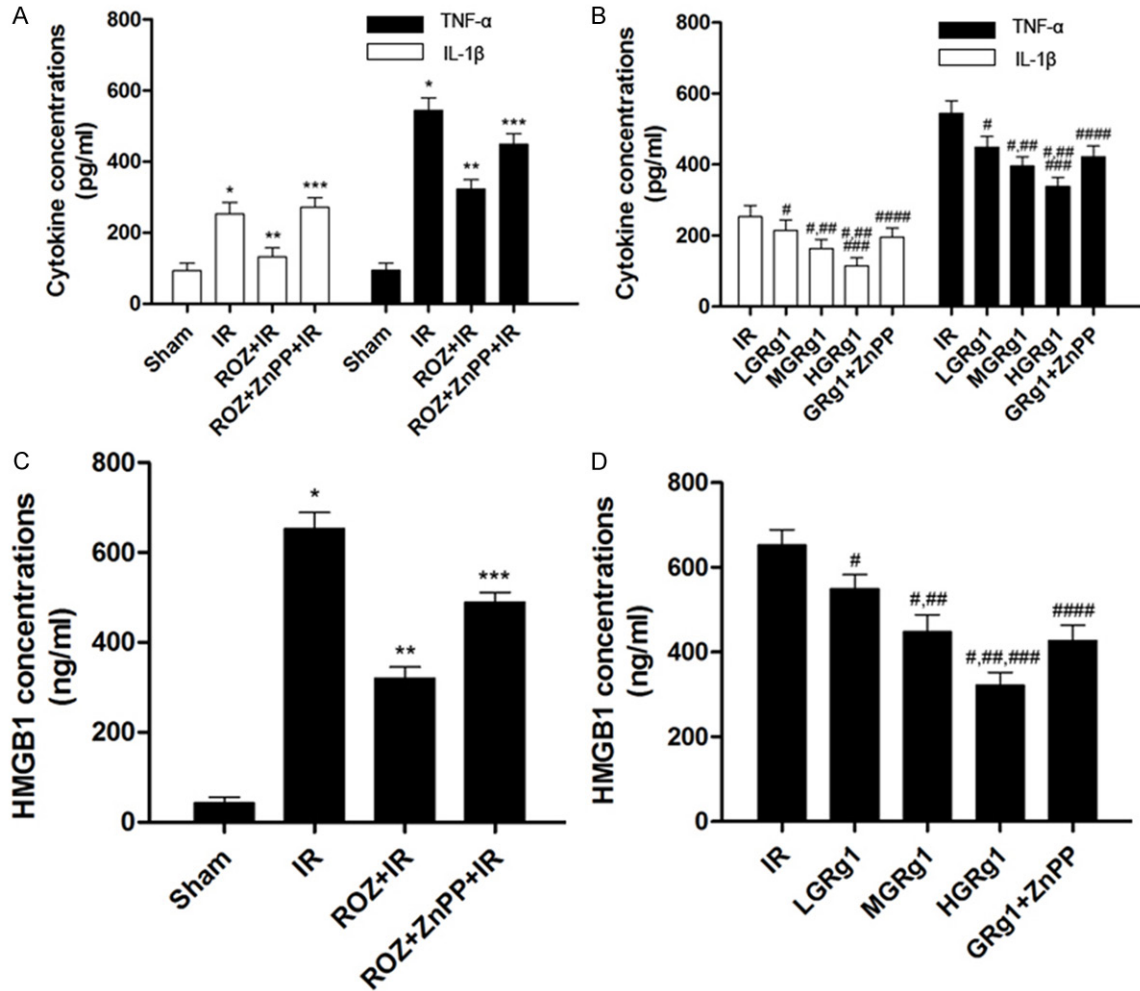 A
Cytokine concentrations
(pg/ml)
800
600
400
200
0
TNF-α
IL-1β
*
**
***
*
**
***
Sham
IR
ROZ+IR
ROZ+ZnPP+IR
Sham
IR
ROZ+IR
ROZ+ZnPP+IR
B
Cytokine concentrations
(pg/ml)
800
600
400
200
0
TNF-α
IL-1β
#
#,##
#,##
###
####
#
#,##
#,##
###
####
IR
LGRg1
MGRg1
HGRg1
GRg1+ZnPP
IR
LGRg1
MGRg1
HGRg1
GRg1+ZnPP
C
HMGB1 concentrations
(ng/ml)
800
600
400
200
0
*
**
***
Sham
IR
ROZ+IR
ROZ+ZnPP+IR
D
HMGB1 concentrations
(ng/ml)
800
600
400
200
0
#
#,##
#,##,###
####
IR
LGRg1
MGRg1
HGRg1
GRg1+ZnPP